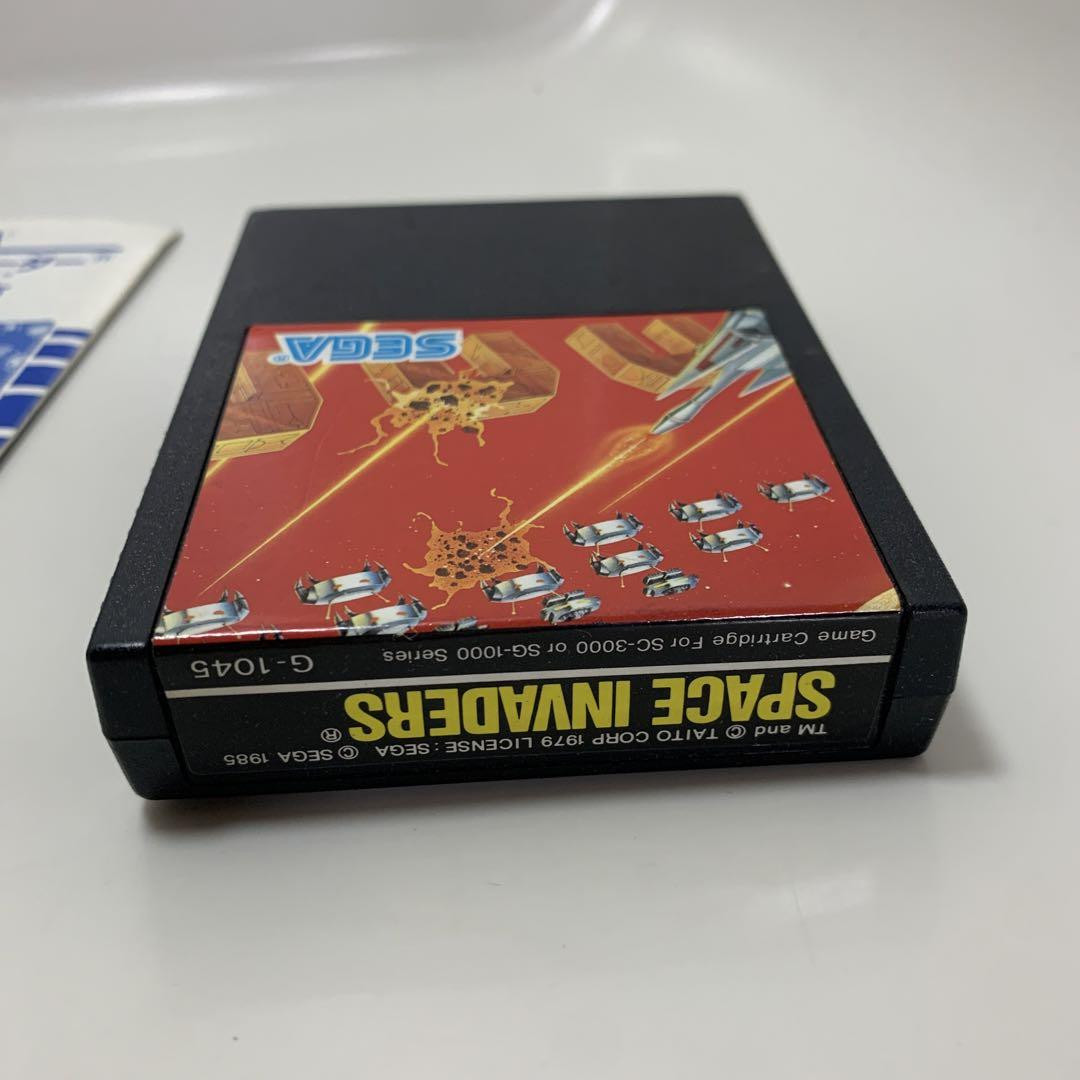 TM and © TAITO CORP 1979 LICENSE : SEGA © SEGA 1985
SPACE INVADERS®
Game Cartridge For SC-3000 or SG-1000 Series G-1045
SEGA®